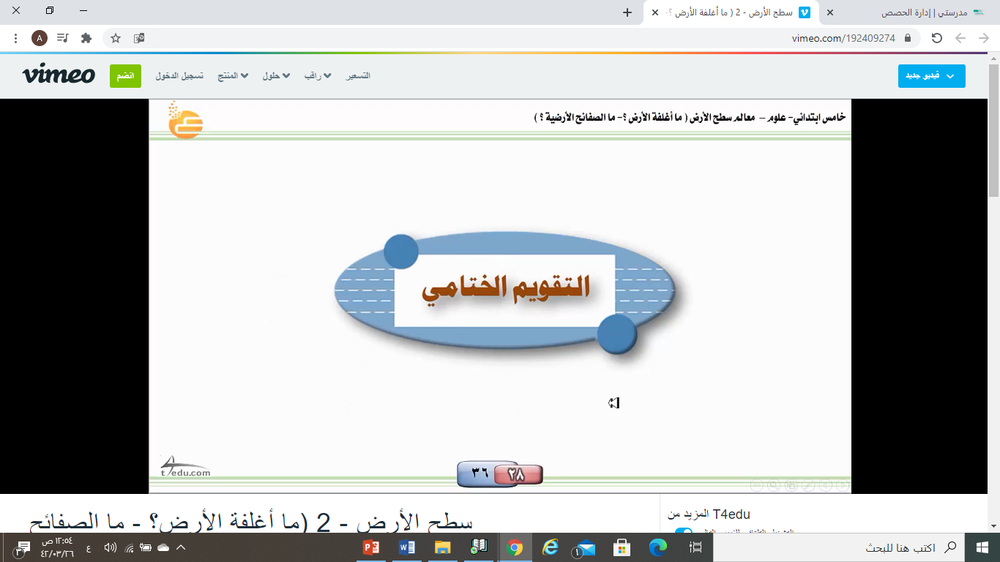 مدرستي | إدارة الحصص
سطح الأرض - 2 ( ما أغلفة الأرض ؟-
vimeo.com/192409274
A
vimeo
انضم
تسجيل الدخول
المنتج
حلول
راقب
التسعير
فيديو جديد
خامس ابتدائي- علوم – معالم سطح الأرض ( ما أغلفة الأرض ؟- ما الصفائح الأرضية ؟ )
التقويم الختامي
t4edu.com
٣٦
٢٨
سطح الأرض - 2 (ما أغلفة الأرض؟ - ما الصفائح
المزيد من T4edu
اكتب هنا للبحث
١
ع
١٢:٥٤ ص
٤٢/٠٣/٢٦
٣